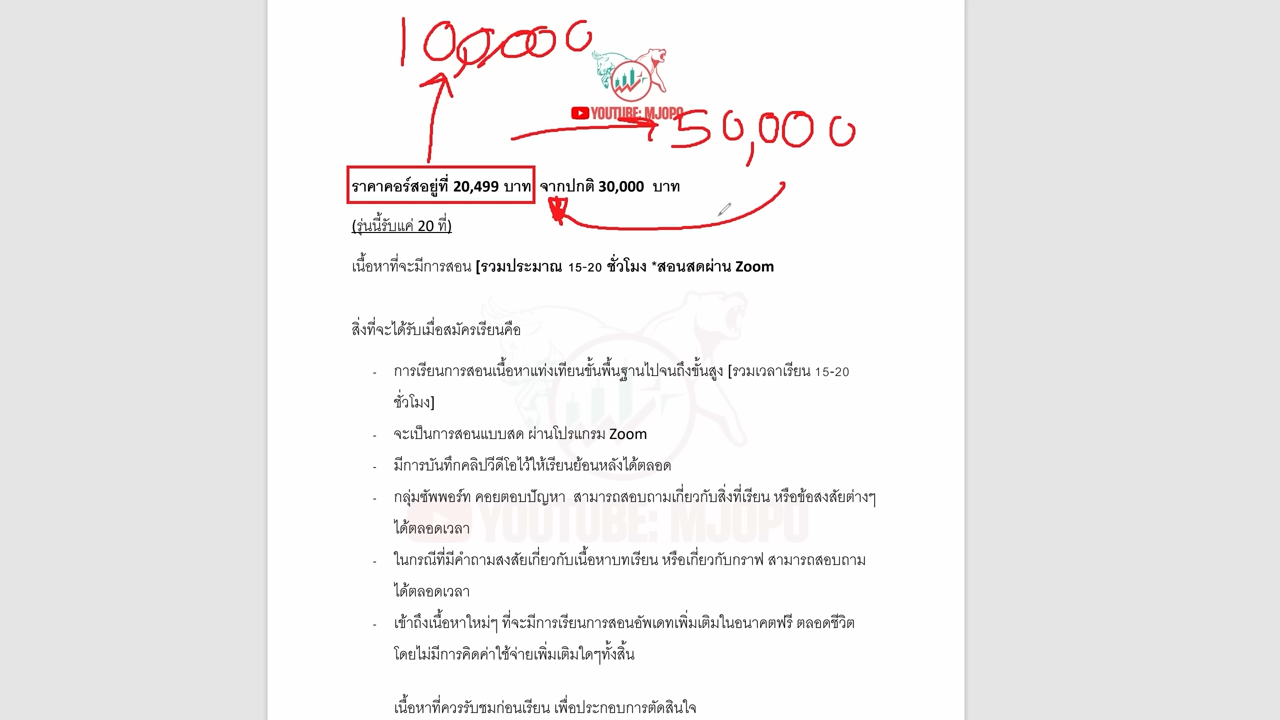 100,000
YOUTUBE: MJOPO
50,000
ราคาคอร์สอยู่ที่ 20,499 บาท จากปกติ 30,000 บาท
(รุ่นนี้รับแค่ 20 ที่)
เนื้อหาที่จะมีการสอน [รวมประมาณ 15-20 ชั่วโมง *สอนสดผ่าน Zoom
สิ่งที่จะได้รับเมื่อสมัครเรียนคือ
- การเรียนการสอนเนื้อหาแท่งเทียนขั้นพื้นฐานไปจนถึงขั้นสูง [รวมเวลาเรียน 15-20
ชั่วโมง]
- จะเป็นการสอนแบบสด ผ่านโปรแกรม Zoom
- มีการบันทึกคลิปวีดีโอไว้ให้เรียนย้อนหลังได้ตลอด
- กลุ่มซัพพอร์ท คอยตอบปัญหา สามารถสอบถามเกี่ยวกับสิ่งที่เรียน หรือข้อสงสัยต่างๆ
ได้ตลอดเวลา
YOUTUBE: MJOPO
- ในกรณีที่มีคำถามสงสัยเกี่ยวกับเนื้อหาบทเรียน หรือเกี่ยวกับกราฟ สามารถสอบถาม
ได้ตลอดเวลา
- เข้าถึงเนื้อหาใหม่ๆ ที่จะมีการเรียนการสอนอัพเดทเพิ่มเติมในอนาคตฟรี ตลอดชีวิต
โดยไม่มีการคิดค่าใช้จ่ายเพิ่มเติมใดๆทั้งสิ้น
เนื้อหาที่ควรรับชมก่อนเรียน เพื่อประกอบการตัดสินใจ